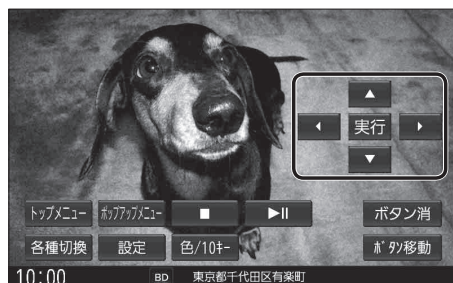 実行
トップメニュー ポップアップメニュー ■ ▶II ボタン消
各種切換 設定 色/10キー ボタン移動
10:00 BD 東京都千代田区有楽町